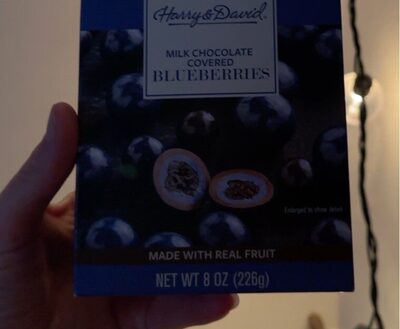 Harry & David®
MILK CHOCOLATE
COVERED
BLUEBERRIES
Enlarged to show detail
MADE WITH REAL FRUIT
NET WT 8 OZ (226g)